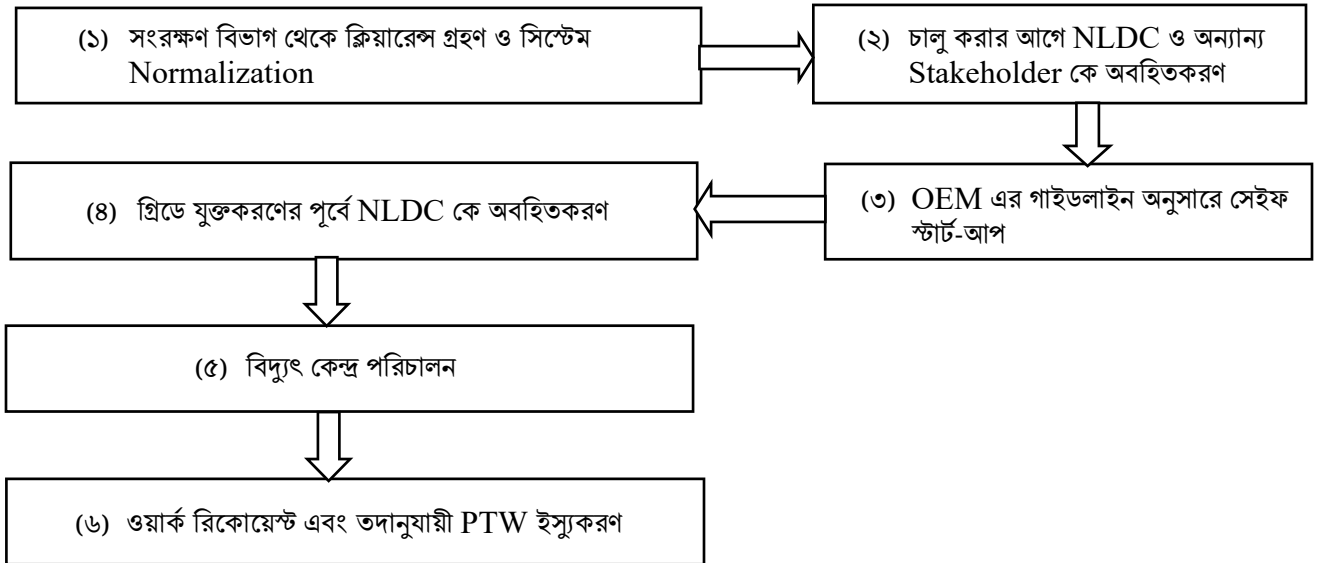 (১) সংরক্ষণ বিভাগ থেকে ক্লিয়ারেন্স গ্রহণ ও সিস্টেম
Normalization
(২) চালু করার আগে NLDC ও অন্যান্য
Stakeholder কে অবহিতকরণ
(৩) OEM এর গাইডলাইন অনুসারে সেইফ
স্টার্ট-আপ
(৪) গ্রিডে যুক্তকরণের পূর্বে NLDC কে অবহিতকরণ
(৫) বিদ্যুৎ কেন্দ্র পরিচালন
(৬) ওয়ার্ক রিকোয়েস্ট এবং তদানুযায়ী PTW ইস্যুকরণ